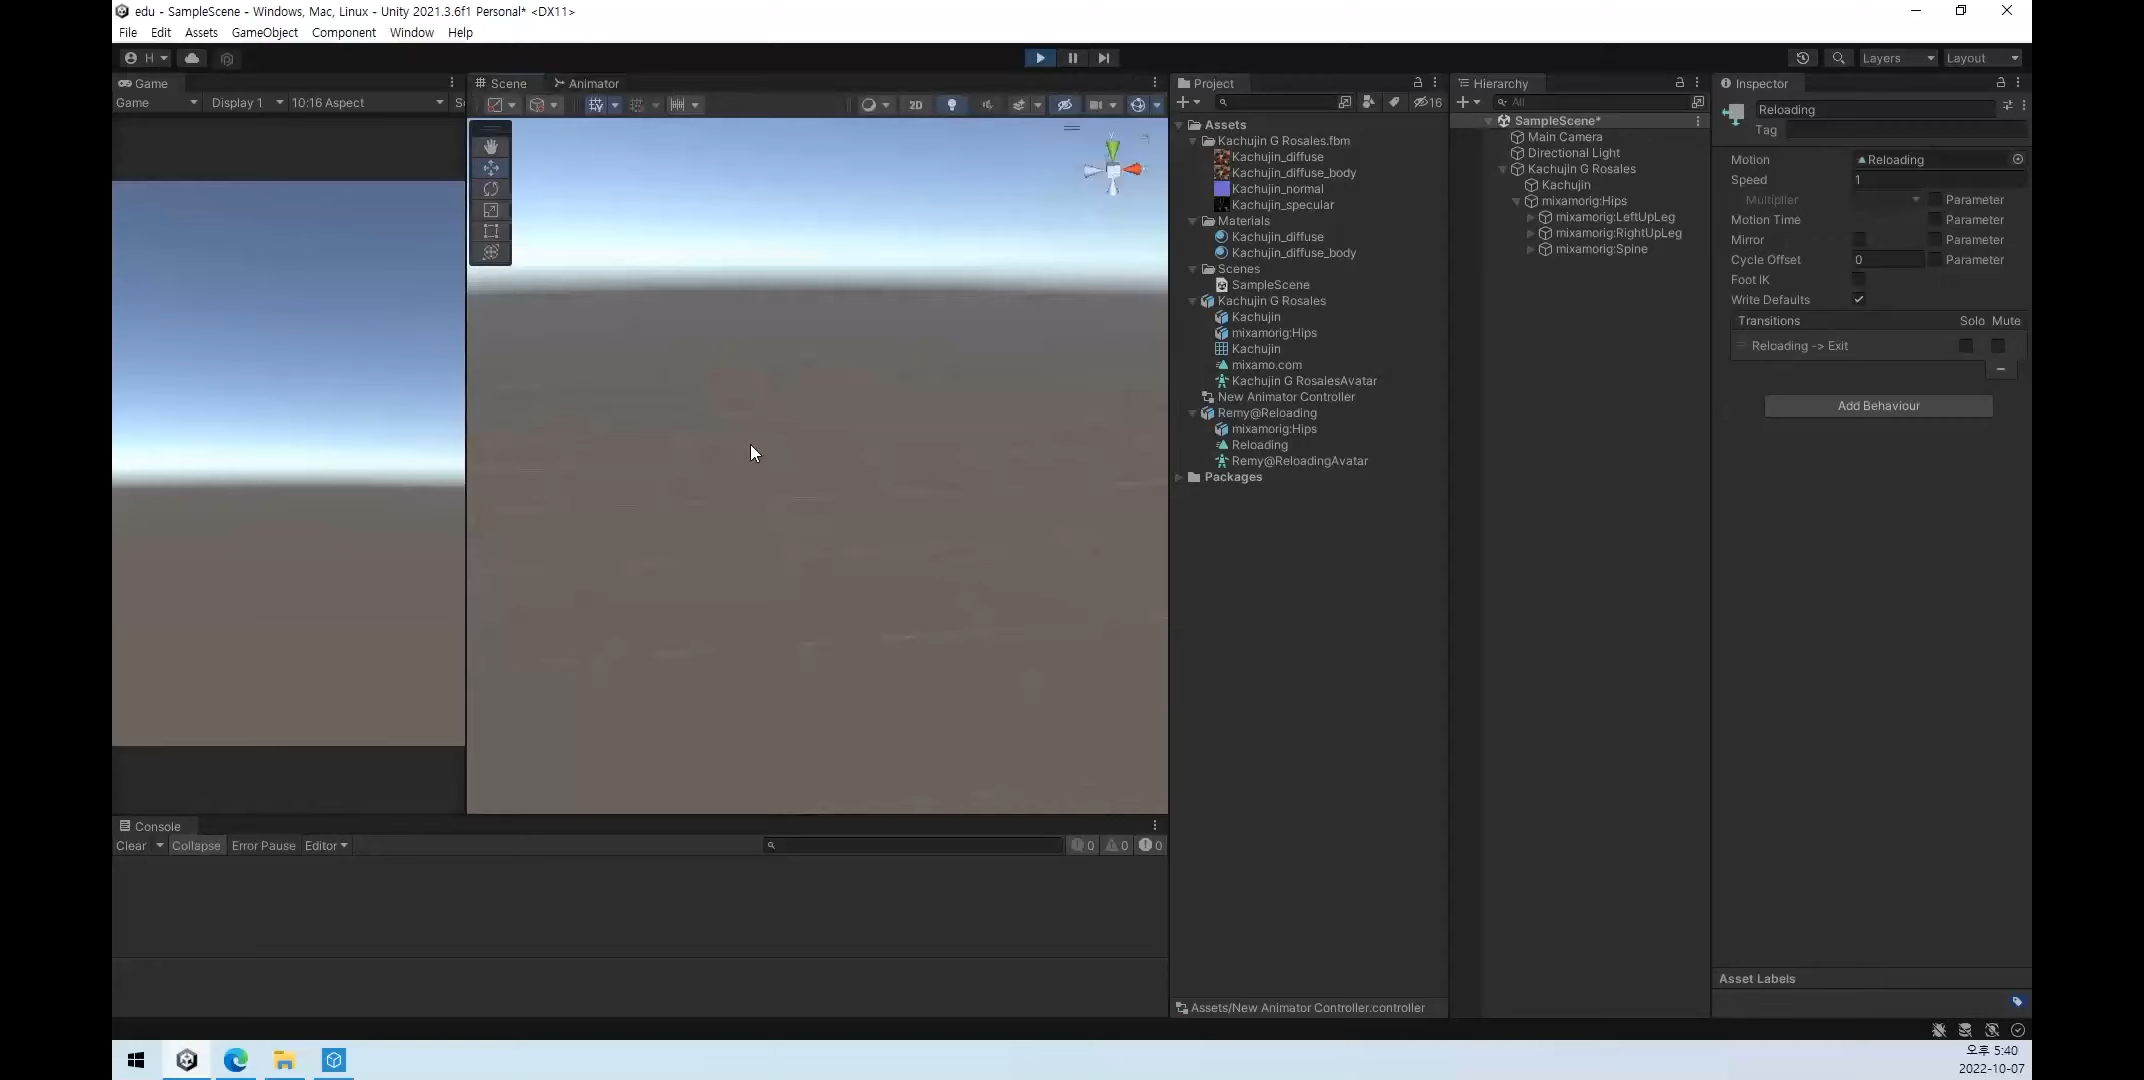 edu - SampleScene - Windows, Mac, Linux - Unity 2021.3.6f1 Personal* <DX11>
File Edit Assets GameObject Component Window Help
H Layers Layout
Game
Game Display 1 10:16 Aspect
Scene Animator
2D
Project
16
Assets
Kachujin G Rosales.fbm
Kachujin_diffuse
Kachujin_diffuse_body
Kachujin_normal
Kachujin_specular
Materials
Kachujin_diffuse
Kachujin_diffuse_body
Scenes
SampleScene
Kachujin G Rosales
Kachujin
mixamorig:Hips
Kachujin
mixamo.com
Kachujin G RosalesAvatar
New Animator Controller
Remy@Reloading
mixamorig:Hips
Reloading
Remy@ReloadingAvatar
Packages
Assets/New Animator Controller.controller
Hierarchy
All
SampleScene*
Main Camera
Directional Light
Kachujin G Rosales
Kachujin
mixamorig:Hips
mixamorig:LeftUpLeg
mixamorig:RightUpLeg
mixamorig:Spine
Inspector
Reloading
Tag
Motion Reloading
Speed 1
Multiplier Parameter
Motion Time Parameter
Mirror Parameter
Cycle Offset 0 Parameter
Foot IK
Write Defaults
Transitions Solo Mute
Reloading -> Exit
Add Behaviour
Asset Labels
Console
Clear Collapse Error Pause Editor 0 0 0
오후 5:40
2022-10-07